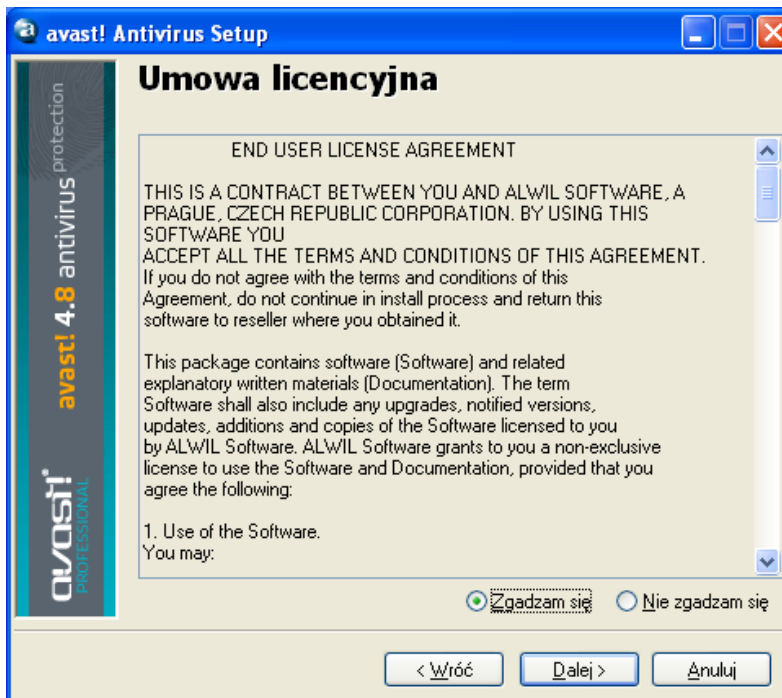 avast! Antivirus Setup
Umowa licencyjna
avast! 4.8 antivirus protection
avast!
PROFESSIONAL
END USER LICENSE AGREEMENT
THIS IS A CONTRACT BETWEEN YOU AND ALWIL SOFTWARE, A
PRAGUE, CZECH REPUBLIC CORPORATION. BY USING THIS
SOFTWARE YOU
ACCEPT ALL THE TERMS AND CONDITIONS OF THIS AGREEMENT.
If you do not agree with the terms and conditions of this
Agreement, do not continue in install process and return this
software to reseller where you obtained it.
This package contains software (Software) and related
explanatory written materials (Documentation). The term
Software shall also include any upgrades, notified versions,
updates, additions and copies of the Software licensed to you
by ALWIL Software. ALWIL Software grants to you a non-exclusive
license to use the Software and Documentation, provided that you
agree the following:
1. Use of the Software.
You may:
Zgadzam się Nie zgadzam się
< Wróć Dalej > Anuluj